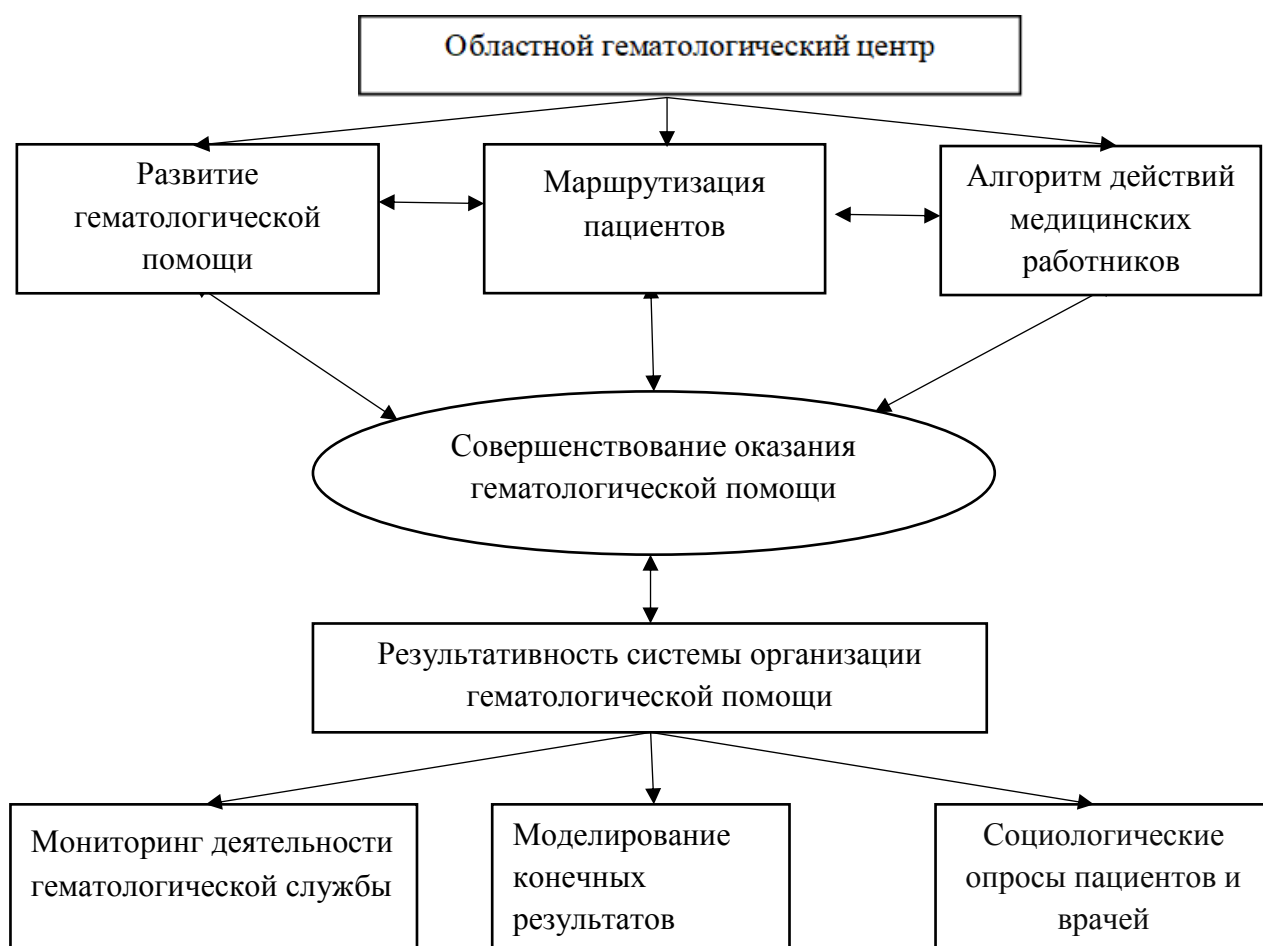 Областной гематологический центр
Развитие
гематологической
помощи
Маршрутизация
пациентов
Алгоритм действий
медицинских
работников
Совершенствование оказания
гематологической помощи
Результативность системы организации
гематологической помощи
Мониторинг деятельности
гематологической службы
Моделирование
конечных
результатов
Социологические
опросы пациентов и
врачей